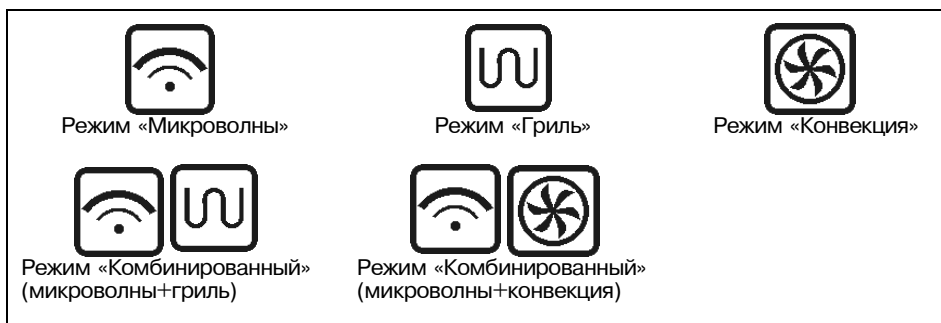 Режим «Микроволны»
Режим «Гриль»
Режим «Конвекция»
Режим «Комбинированный»
(микроволны+гриль)
Режим «Комбинированный»
(микроволны+конвекция)